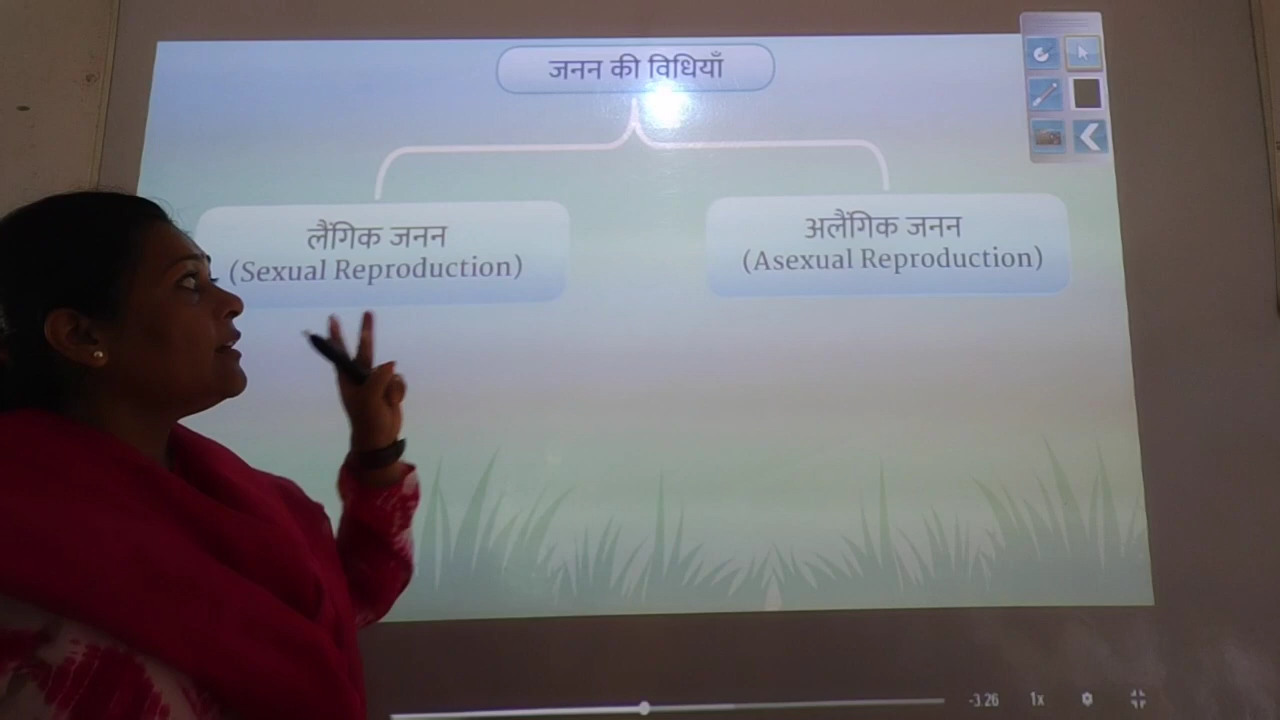 जनन की विधियाँ
लैंगिक जनन
(Sexual Reproduction)
अलैंगिक जनन
(Asexual Reproduction)
-3:26 1x